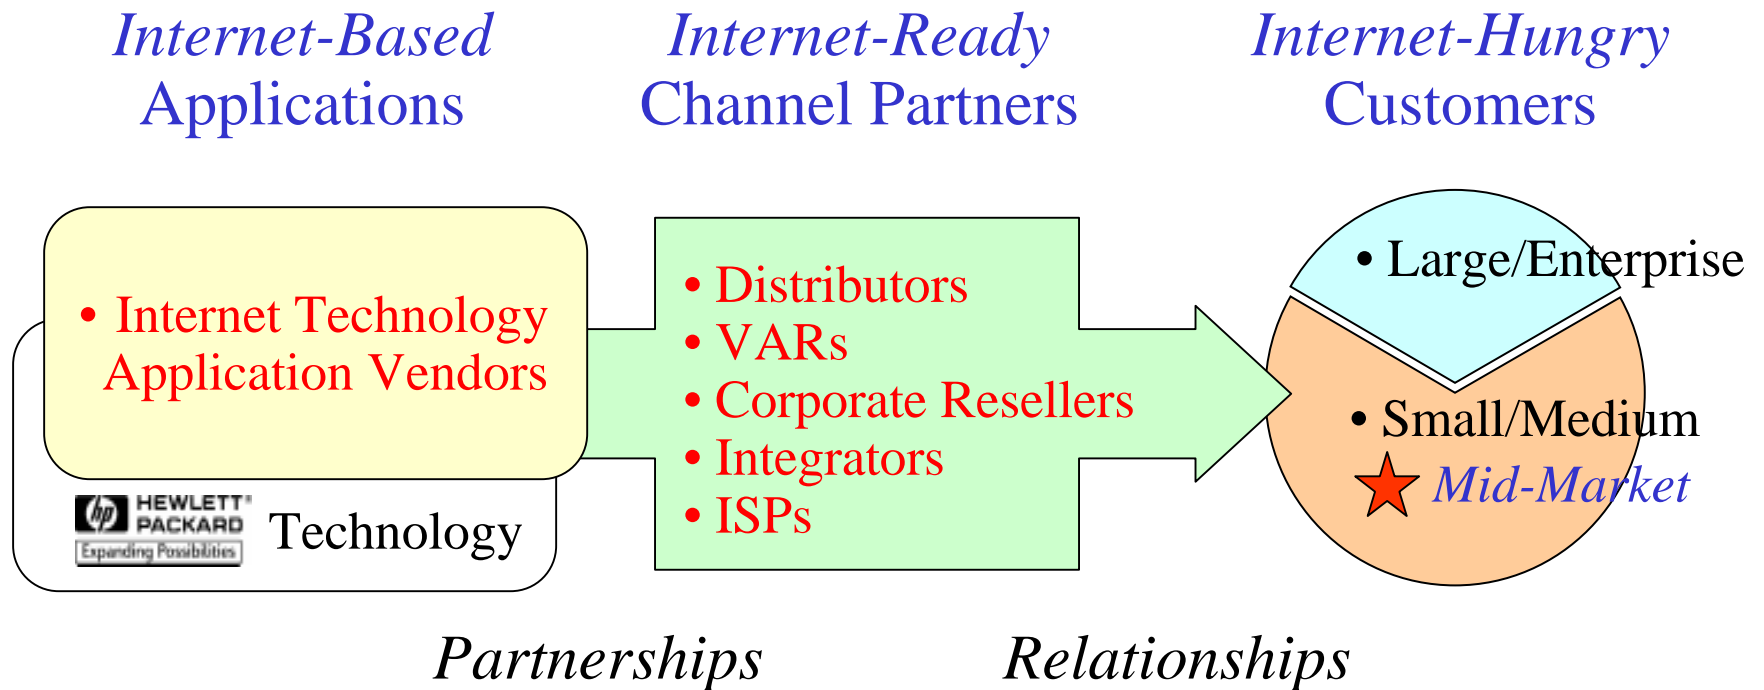 Internet-Based
Applications
Internet-Ready
Channel Partners
Internet-Hungry
Customers
• Internet Technology
Application Vendors
HEWLETT®
PACKARD
Expanding Possibilities
hp
Technology
• Distributors
• VARs
• Corporate Resellers
• Integrators
• ISPs
• Large/Enterprise
• Small/Medium
Mid-Market
Partnerships
Relationships